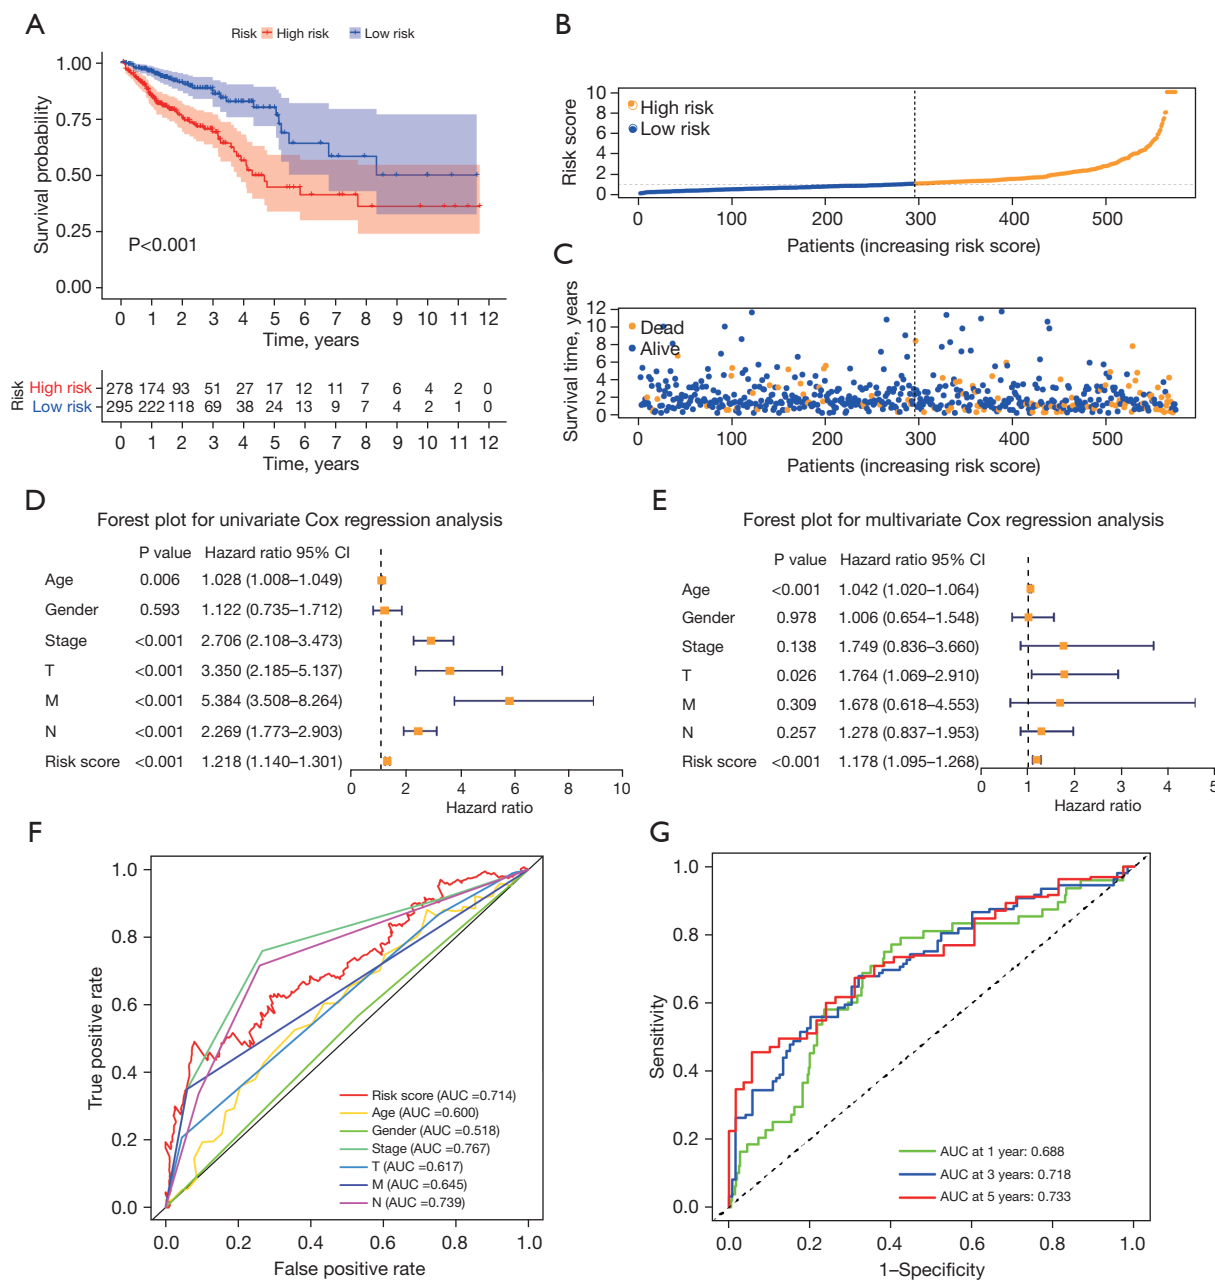 A
Risk High risk Low risk
1.00
0.75
0.50
0.25
0.00
Survival probability
P<0.001
0 1 2 3 4 5 6 7 8 9 10 11 12
Time, years
Risk
High risk 278 174 93 51 27 17 12 11 7 6 4 2 0
Low risk 295 222 118 69 38 24 13 9 7 4 2 1 0
0 1 2 3 4 5 6 7 8 9 10 11 12
Time, years
B
Risk score
10
8
6
4
2
0
High risk
Low risk
0 100 200 300 400 500
Patients (increasing risk score)
C
Survival time, years
12
10
8
6
4
2
0
Dead
Alive
0 100 200 300 400 500
Patients (increasing risk score)
D
Forest plot for univariate Cox regression analysis
P value Hazard ratio 95% CI
Age 0.006 1.028 (1.008–1.049)
Gender 0.593 1.122 (0.735–1.712)
Stage <0.001 2.706 (2.108–3.473)
T <0.001 3.350 (2.185–5.137)
M <0.001 5.384 (3.508–8.264)
N <0.001 2.269 (1.773–2.903)
Risk score <0.001 1.218 (1.140–1.301)
0 2 4 6 8 10
Hazard ratio
E
Forest plot for multivariate Cox regression analysis
P value Hazard ratio 95% CI
Age <0.001 1.042 (1.020–1.064)
Gender 0.978 1.006 (0.654–1.548)
Stage 0.138 1.749 (0.836–3.660)
T 0.026 1.764 (1.069–2.910)
M 0.309 1.678 (0.618–4.553)
N 0.257 1.278 (0.837–1.953)
Risk score <0.001 1.178 (1.095–1.268)
0 1 2 3 4 5
Hazard ratio
F
True positive rate
1.0
0.8
0.6
0.4
0.2
0.0
Risk score (AUC =0.714)
Age (AUC =0.600)
Gender (AUC =0.518)
Stage (AUC =0.767)
T (AUC =0.617)
M (AUC =0.645)
N (AUC =0.739)
0.0 0.2 0.4 0.6 0.8 1.0
False positive rate
G
Sensitivity
1.0
0.8
0.6
0.4
0.2
0.0
AUC at 1 year: 0.688
AUC at 3 years: 0.718
AUC at 5 years: 0.733
0.0 0.2 0.4 0.6 0.8 1.0
1–Specificity